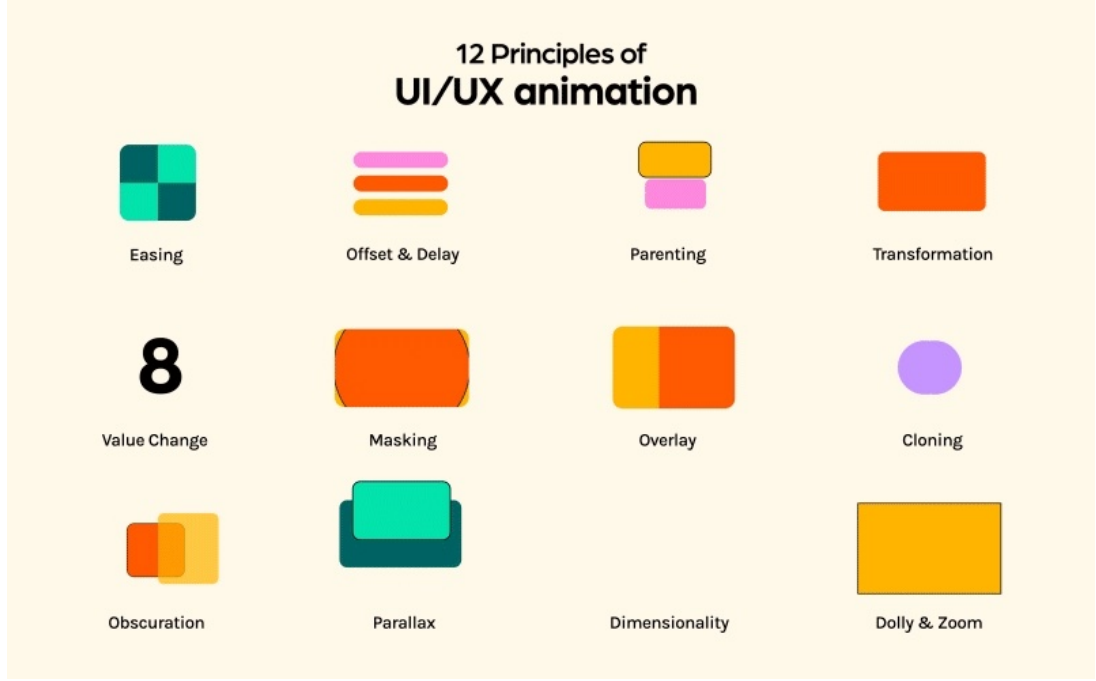 12 Principles of
UI/UX animation
Easing
Offset & Delay
Parenting
Transformation
8
Value Change
Masking
Overlay
Cloning
Obscuration
Parallax
Dimensionality
Dolly & Zoom